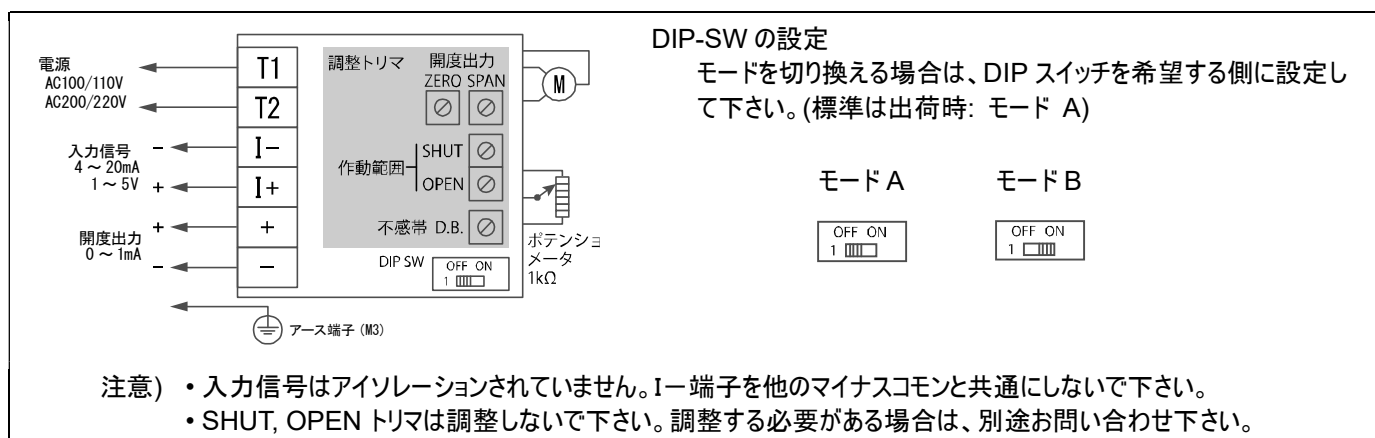 電源
AC100/110V
AC200/220V
入力信号
4～20mA
1～5V
－
＋
開度出力
0～1mA
＋
－
T1
T2
I－
I+
+
－
調整トリマ
開度出力
ZERO SPAN
作動範囲
SHUT
OPEN
不感帯 D.B.
DIP SW
OFF ON
1
M
ポテンショ
メータ
1kΩ
アース端子 (M3)
DIP-SW の設定
モードを切り換える場合は、DIP スイッチを希望する側に設定し
て下さい。(標準は出荷時: モード A)
モード A
モード B
OFF ON
1
OFF ON
1
注意) • 入力信号はアイソレーションされていません。I－端子を他のマイナスコモンと共通にしないで下さい。
• SHUT, OPEN トリマは調整しないで下さい。調整する必要がある場合は、別途お問い合わせ下さい。